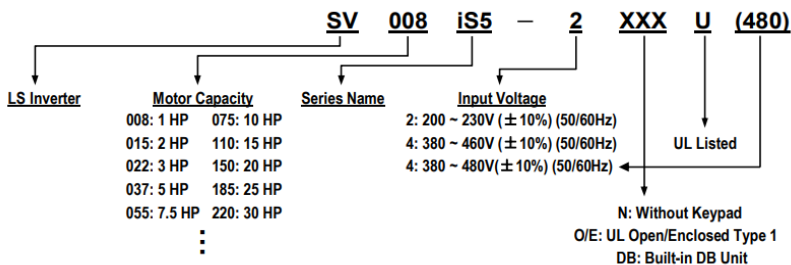 SV 008 iS5 – 2 XXX U (480)
LS Inverter Motor Capacity Series Name Input Voltage
008: 1 HP 075: 10 HP 2: 200 ~ 230V (±10%) (50/60Hz)
015: 2 HP 110: 15 HP 4: 380 ~ 460V (±10%) (50/60Hz) UL Listed
022: 3 HP 150: 20 HP 4: 380 ~ 480V(±10%) (50/60Hz)
037: 5 HP 185: 25 HP
055: 7.5 HP 220: 30 HP
N: Without Keypad
O/E: UL Open/Enclosed Type 1
DB: Built-in DB Unit